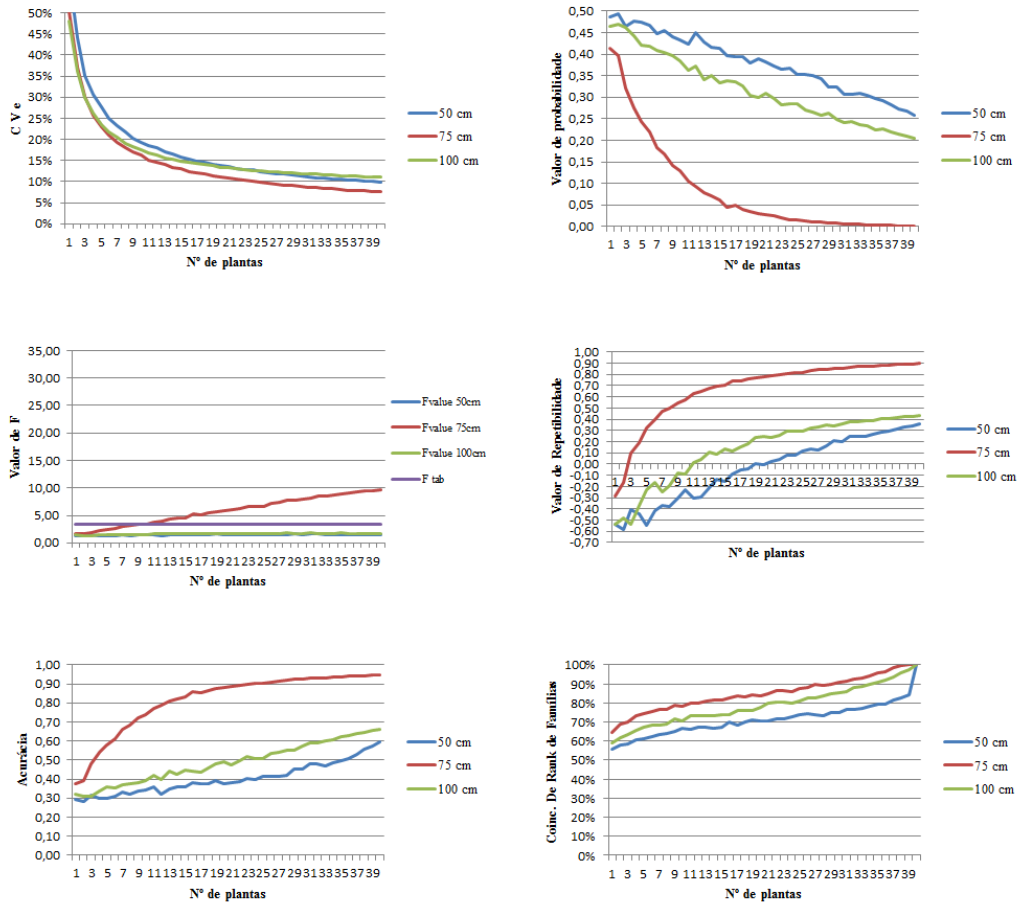 50%
45%
40%
35%
30%
25%
20%
15%
10%
5%
0%
C V e
1 3 5 7 9 11 13 15 17 19 21 23 25 27 29 31 33 35 37 39
Nº de plantas
50 cm
75 cm
100 cm
0,50
0,45
0,40
0,35
0,30
0,25
0,20
0,15
0,10
0,05
0,00
Valor de probabilidade
1 3 5 7 9 11 13 15 17 19 21 23 25 27 29 31 33 35 37 39
Nº de plantas
50 cm
75 cm
100 cm
35,00
30,00
25,00
20,00
15,00
10,00
5,00
0,00
Valor de F
1 3 5 7 9 11 13 15 17 19 21 23 25 27 29 31 33 35 37 39
Nº de plantas
Fvalue 50cm
Fvalue 75cm
Fvalue 100cm
F tab
1,00
0,90
0,80
0,70
0,60
0,50
0,40
0,30
0,20
0,10
0,00
-0,10
-0,20
-0,30
-0,40
-0,50
-0,60
-0,70
Valor de Repetibilidade
1 3 5 7 9 11 13 15 17 19 21 23 25 27 29 31 33 35 37 39
Nº de plantas
50 cm
75 cm
100 cm
1,00
0,90
0,80
0,70
0,60
0,50
0,40
0,30
0,20
0,10
0,00
Acurácia
1 3 5 7 9 11 13 15 17 19 21 23 25 27 29 31 33 35 37 39
Nº de plantas
50 cm
75 cm
100 cm
100%
90%
80%
70%
60%
50%
40%
30%
20%
10%
0%
Coinc. De Rank de Famílias
1 3 5 7 9 11 13 15 17 19 21 23 25 27 29 31 33 35 37 39
Nº de plantas
50 cm
75 cm
100 cm